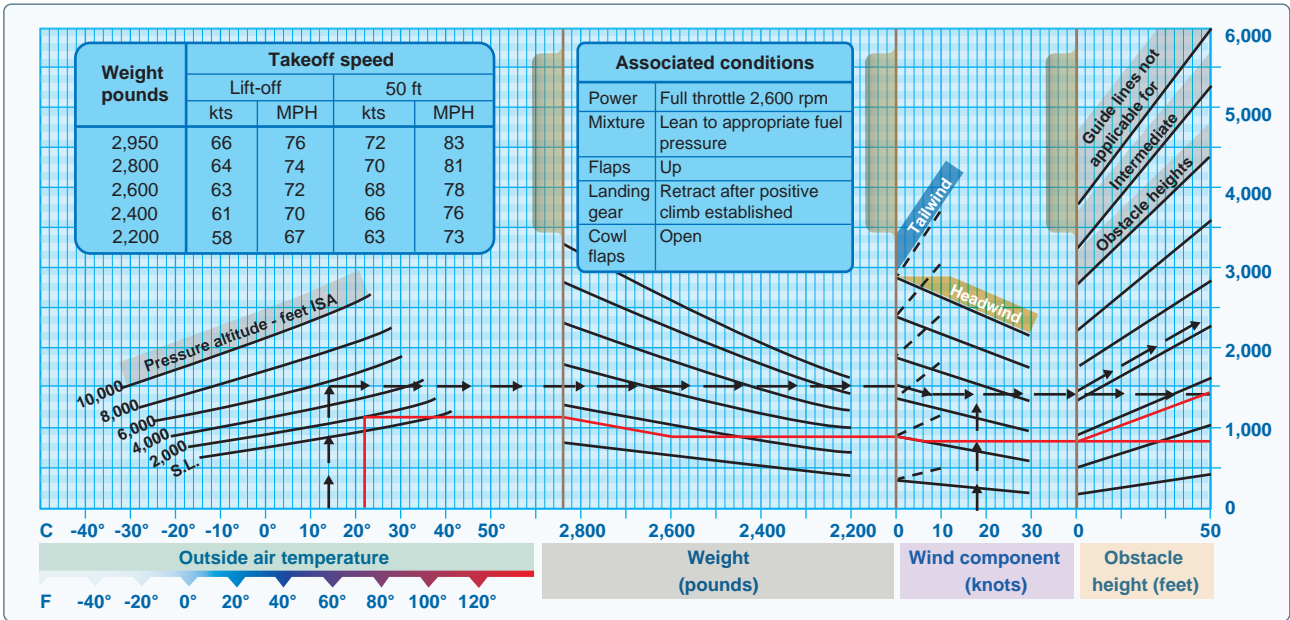 Weight pounds
Takeoff speed
Lift-off 50 ft
kts MPH kts MPH
2,950 66 76 72 83
2,800 64 74 70 81
2,600 63 72 68 78
2,400 61 70 66 76
2,200 58 67 63 73
Associated conditions
Power Full throttle 2,600 rpm
Mixture Lean to appropriate fuel
pressure
Flaps Up
Landing Retract after positive
gear climb established
Cowl Open
flaps
Pressure altitude - feet ISA
10,000
8,000
6,000
4,000
2,000
S.L.
Tailwind
Headwind
Guide lines not
applicable for
Intermediate
Obstacle heights
6,000
5,000
4,000
3,000
2,000
1,000
0
C -40° -30° -20° -10° 0° 10° 20° 30° 40° 50° 2,800 2,600 2,400 2,200 0 10 20 30 0 50
Outside air temperature
Weight
(pounds)
Wind component
(knots)
Obstacle
height (feet)
F -40° -20° 0° 20° 40° 60° 80° 100° 120°